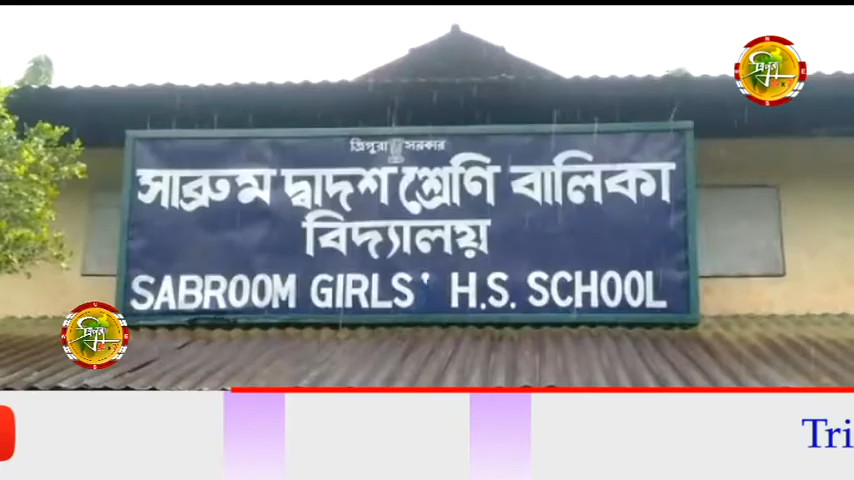 ত্রিপুরা সরকার
সাব্রুম দ্বাদশ শ্রেণি বালিকা
বিদ্যালয়
SABROOM GIRLS' H.S. SCHOOL
Tri